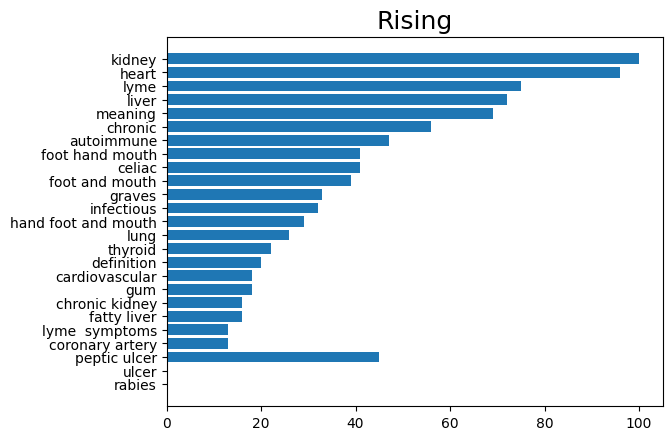 Rising
kidney
heart
lyme
liver
meaning
chronic
autoimmune
foot hand mouth
celiac
foot and mouth
graves
infectious
hand foot and mouth
lung
thyroid
definition
cardiovascular
gum
chronic kidney
fatty liver
lyme  symptoms
coronary artery
peptic ulcer
ulcer
rabies
0 20 40 60 80 100